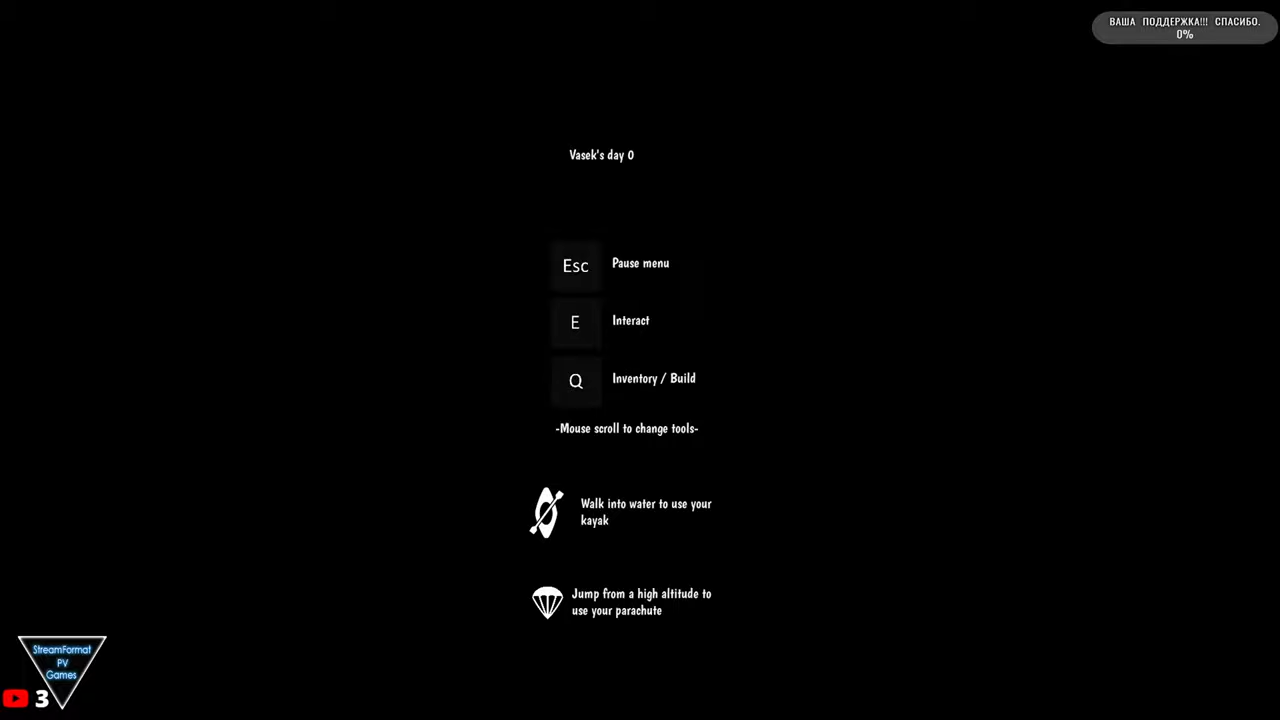 ВАША ПОДДЕРЖКА!!! СПАСИБО.
0%
Vasek's day 0
Esc Pause menu
E Interact
Q Inventory / Build
-Mouse scroll to change tools-
Walk into water to use your
kayak
Jump from a high altitude to
use your parachute
StreamFormat
PV
Games
3